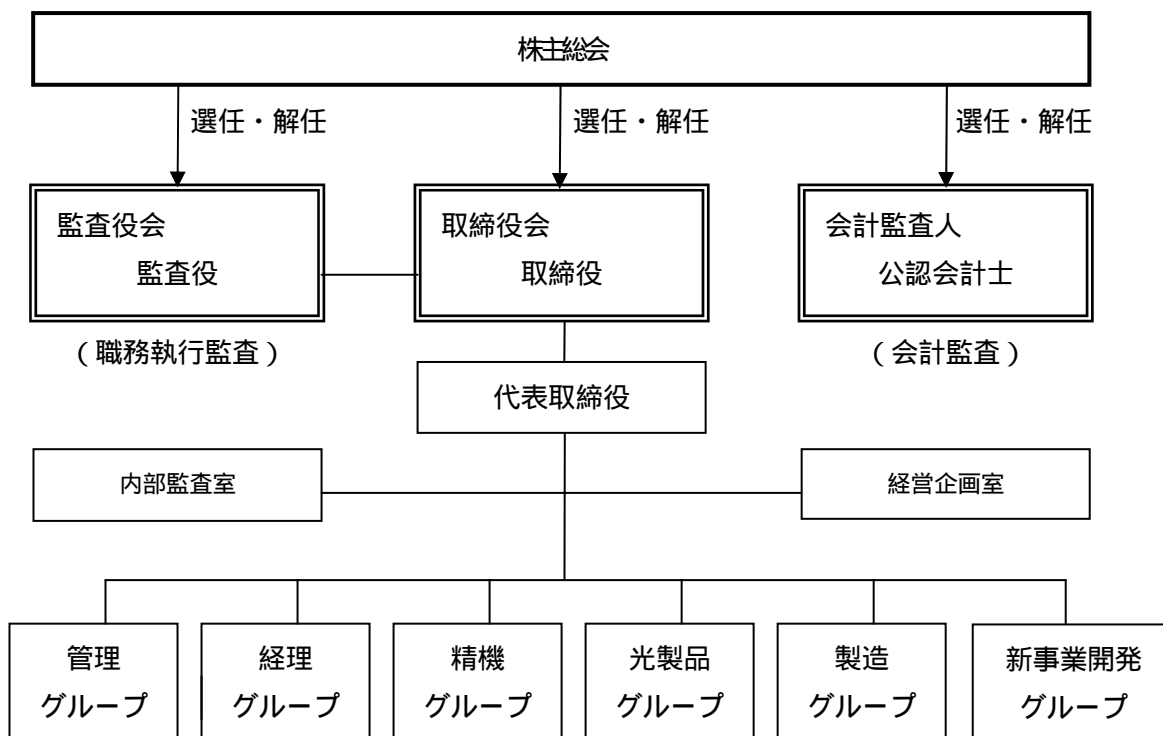 株主総会
選任・解任
選任・解任
選任・解任
監査役会
監査役
取締役会
取締役
会計監査人
公認会計士
（職務執行監査）
（会計監査）
代表取締役
内部監査室
経営企画室
管理
グループ
経理
グループ
精機
グループ
光製品
グループ
製造
グループ
新事業開発
グループ